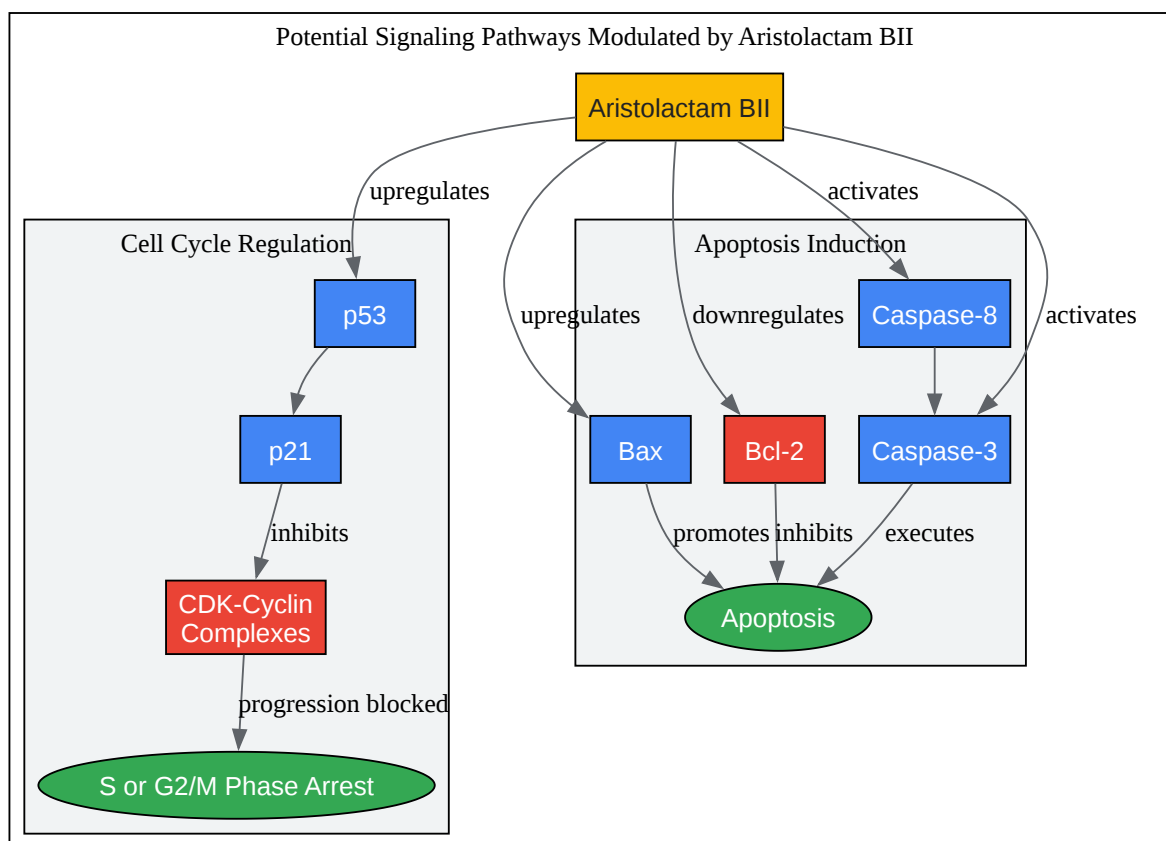 Potential Signaling Pathways Modulated by Aristolactam BII
Aristolactam BII
upregulates
activates
Cell Cycle Regulation
Apoptosis Induction
p53
upregulates
downregulates
Caspase-8
activates
p21
Bax
Bcl-2
Caspase-3
inhibits
promotes
inhibits
executes
CDK-Cyclin
Complexes
Apoptosis
progression blocked
S or G2/M Phase Arrest